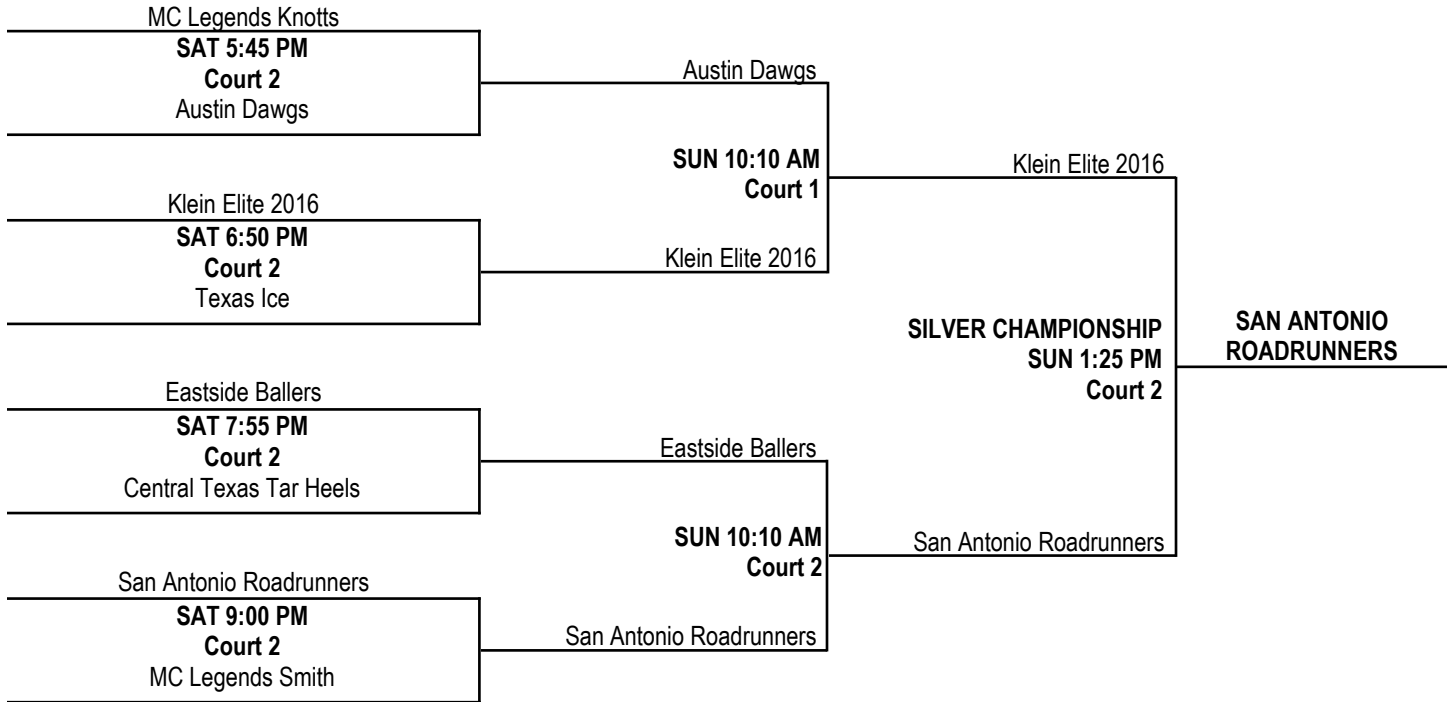 MC Legends Knotts
SAT 5:45 PM
Court 2
Austin Dawgs
Klein Elite 2016
SAT 6:50 PM
Court 2
Texas Ice
Eastside Ballers
SAT 7:55 PM
Court 2
Central Texas Tar Heels
San Antonio Roadrunners
SAT 9:00 PM
Court 2
MC Legends Smith
Austin Dawgs
SUN 10:10 AM
Court 1
Klein Elite 2016
Eastside Ballers
SUN 10:10 AM
Court 2
San Antonio Roadrunners
Klein Elite 2016
SILVER CHAMPIONSHIP
SUN 1:25 PM
Court 2
San Antonio Roadrunners
SAN ANTONIO
ROADRUNNERS